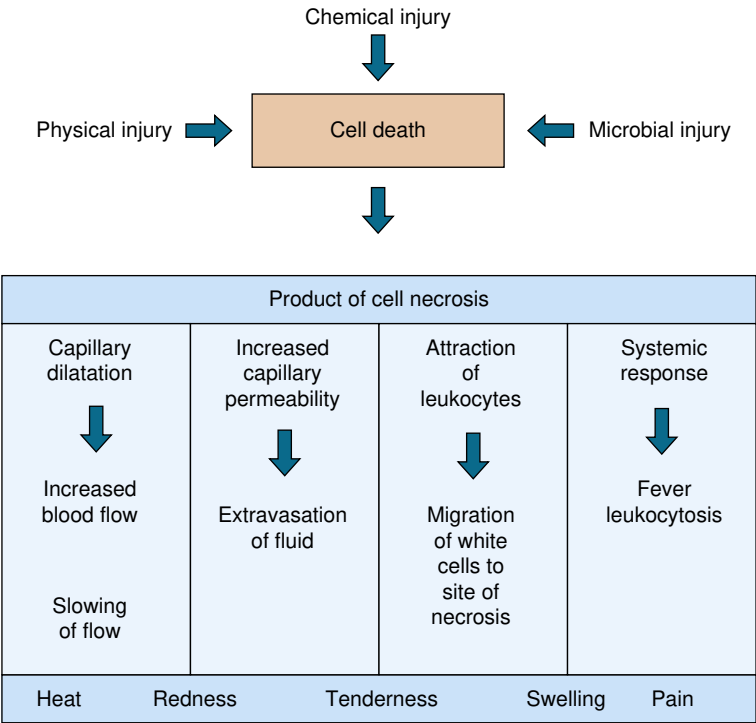 Chemical injury
Physical injury
Cell death
Microbial injury
Product of cell necrosis
Capillary
dilatation
Increased
blood flow
Slowing
of flow
Increased
capillary
permeability
Extravasation
of fluid
Attraction
of
leukocytes
Migration
of white
cells to
site of
necrosis
Systemic
response
Fever
leukocytosis
Heat Redness Tenderness Swelling Pain